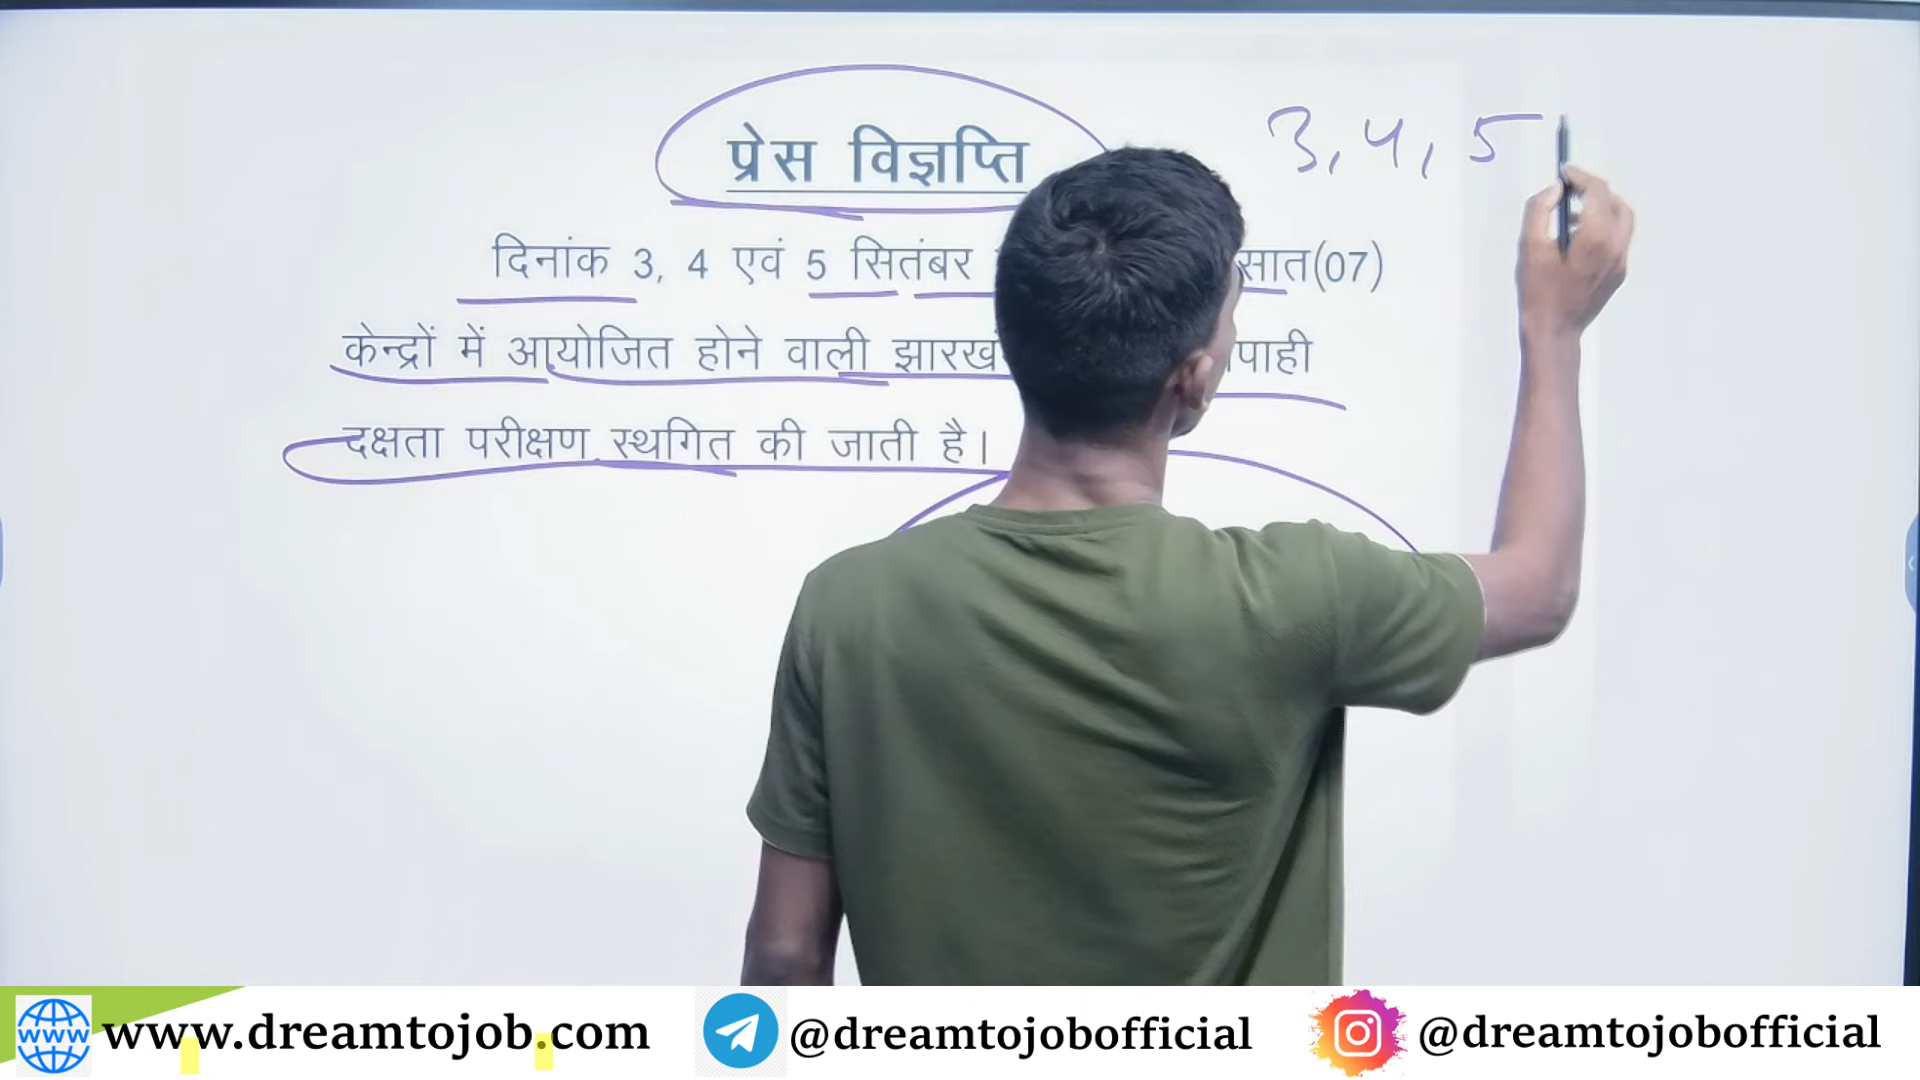 प्रेस विज्ञप्ति
3, 4, 5
दिनांक 3, 4 एवं 5 सितंबर सात(07)
केन्द्रों में आयोजित होने वाली
दक्षता परीक्षण स्थगित की जाती है।
www
www.dreamtojob.com
@dreamtojobofficial
@dreamtojobofficial